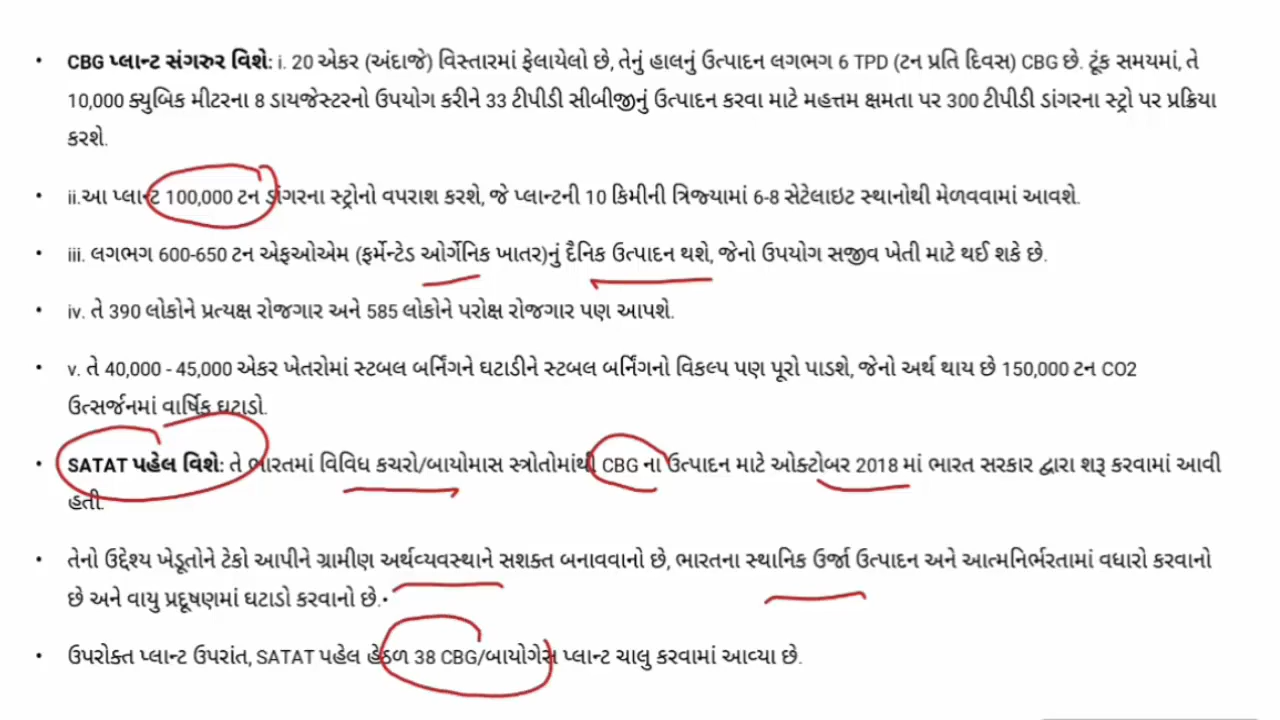 • CBG પ્લાન્ટ સંગરુર વિશે: i. 20 એકર (અંદાજે) વિસ્તારમાં ફેલાયેલો છે, તેનું હાલનું ઉત્પાદન લગભગ 6 TPD (ટન પ્રતિ દિવસ) CBG છે. ટૂંક સમયમાં, તે
10,000 ક્યુબિક મીટરના 8 ડાયજેસ્ટરનો ઉપયોગ કરીને 33 ટીપીડી સીબીજીનું ઉત્પાદન કરવા માટે મહત્તમ ક્ષમતા પર 300 ટીપીડી ડાંગરના સ્ટ્રો પર પ્રક્રિયા
કરશે.
• ii.આ પ્લાન્ટ 100,000 ટન ડાંગરના સ્ટ્રોનો વપરાશ કરશે, જે પ્લાન્ટની 10 કિમીની ત્રિજ્યામાં 6-8 સેટેલાઇટ સ્થાનોથી મેળવવામાં આવશે.
• iii. લગભગ 600-650 ટન એફઓએમ (ફર્મેન્ટેડ ઓર્ગેનિક ખાતર)નું દૈનિક ઉત્પાદન થશે, જેનો ઉપયોગ સજીવ ખેતી માટે થઈ શકે છે.
• iv. તે 390 લોકોને પ્રત્યક્ષ રોજગાર અને 585 લોકોને પરોક્ષ રોજગાર પણ આપશે.
• v. તે 40,000 - 45,000 એકર ખેતરોમાં સ્ટબલ બર્નિંગને ઘટાડીને સ્ટબલ બર્નિંગનો વિકલ્પ પણ પૂરો પાડશે, જેનો અર્થ થાય છે 150,000 ટન CO2
ઉત્સર્જનમાં વાર્ષિક ઘટાડો.
• SATAT પહેલ વિશે: તે ભારતમાં વિવિધ કચરો/બાયોમાસ સ્ત્રોતોમાંથી CBG ના ઉત્પાદન માટે ઓક્ટોબર 2018 માં ભારત સરકાર દ્વારા શરૂ કરવામાં આવી
હતી.
• તેનો ઉદ્દેશ્ય ખેડૂતોને ટેકો આપીને ગ્રામીણ અર્થવ્યવસ્થાને સશક્ત બનાવવાનો છે, ભારતના સ્થાનિક ઉર્જા ઉત્પાદન અને આત્મનિર્ભરતામાં વધારો કરવાનો
છે અને વાયુ પ્રદૂષણમાં ઘટાડો કરવાનો છે.•
• ઉપરોક્ત પ્લાન્ટ ઉપરાંત, SATAT પહેલ હેઠળ 38 CBG/બાયોગેસ પ્લાન્ટ ચાલુ કરવામાં આવ્યા છે.